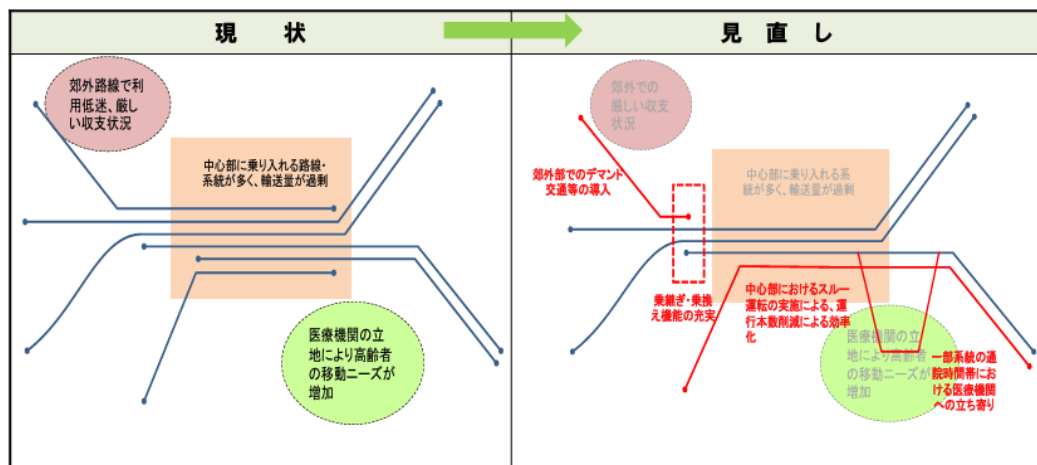 現　状
見　直　し
郊外路線で利
用低迷、厳し
い収支状況
中心部に乗り入れる路線・
系統が多く、輸送量が過剰
医療機関の立
地により高齢者
の移動ニーズが
増加
郊外での
厳しい収支
状況
郊外部でのデマント
交通等の導入
中心部に乗り入れる系
統が多く、輸送量が過剰
乗継ぎ・乗換
え機能の充実
中心部におけるスルー
運転の実施による、運
行本数削減による効率
化
医療機関の立
地により高齢者
の移動ニーズが
増加
一部系統の通
院時間帯にお
ける医療機関
への立ち寄り